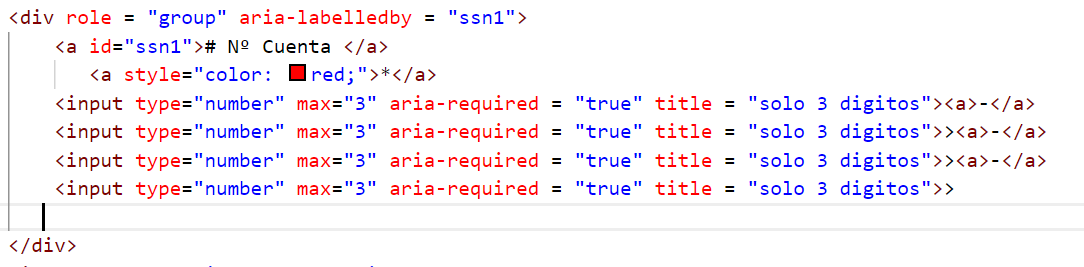 <div role = "group" aria-labelledby = "ssn1">
<a id="ssn1"># Nº Cuenta </a>
<a style="color: red;">*</a>
<input type="number" max="3" aria-required = "true" title = "solo 3 digitos"><a>-</a>
<input type="number" max="3" aria-required = "true" title = "solo 3 digitos">><a>-</a>
<input type="number" max="3" aria-required = "true" title = "solo 3 digitos">><a>-</a>
<input type="number" max="3" aria-required = "true" title = "solo 3 digitos">>
</div>